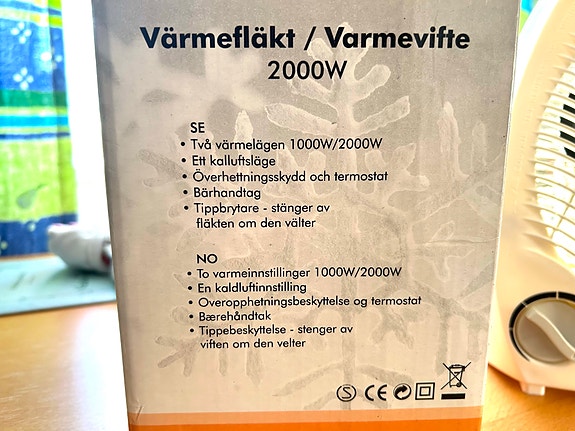 Värmefläkt / Varmevifte
2000W
SE
• Två värmelägen 1000W/2000W
• Ett kalluftsläge
• Överhettningsskydd och termostat
• Bärhandtag
• Tippbrytare - stänger av
fläkten om den välter
NO
• To varmeinnstillinger 1000W/2000W
• En kaldluftinnstilling
• Overopphetningsbeskyttelse og termostat
• Bærehåndtak
• Tippebeskyttelse - stenger av
viften om den velter
S CE